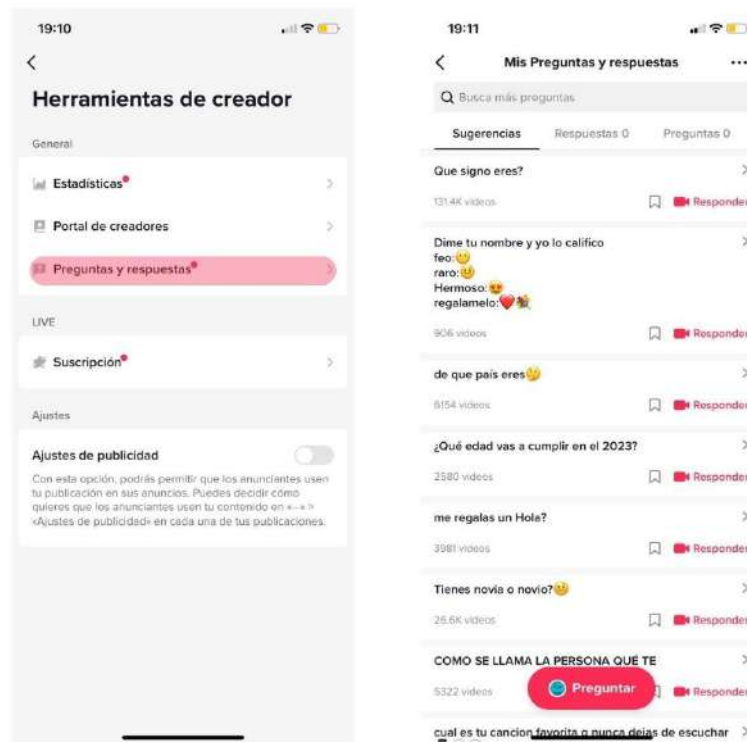 19:10
Herramientas de creador
General
Estadísticas
Portal de creadores
Preguntas y respuestas
LIVE
Suscripción
Ajustes
Ajustes de publicidad
Con esta opción, podrás permitir que los anunciantes usen
tu publicación en sus anuncios. Puedes decidir cómo
quieres que los anunciantes usen tu contenido en
«Ajustes de publicidad» en cada una de tus publicaciones.
19:11
Mis Preguntas y respuestas
Busca más preguntas
Sugerencias Respuestas 0 Preguntas 0
Que signo eres?
131.4K videos Responder
Dime tu nombre y yo lo califico
feo:🙂
raro:🙂
Hermoso:😍
regalamelo:❤️
906 videos Responder
de que país eres🤔
6154 videos Responder
¿Qué edad vas a cumplir en el 2023?
2580 videos Responder
me regalas un Hola?
3981 videos Responder
Tienes novia o novio?
26.6K videos Responder
COMO SE LLAMA LA PERSONA QUE TE
5322 videos Responder
Preguntar
cual es tu cancion favorita q nunca dejas de escuchar